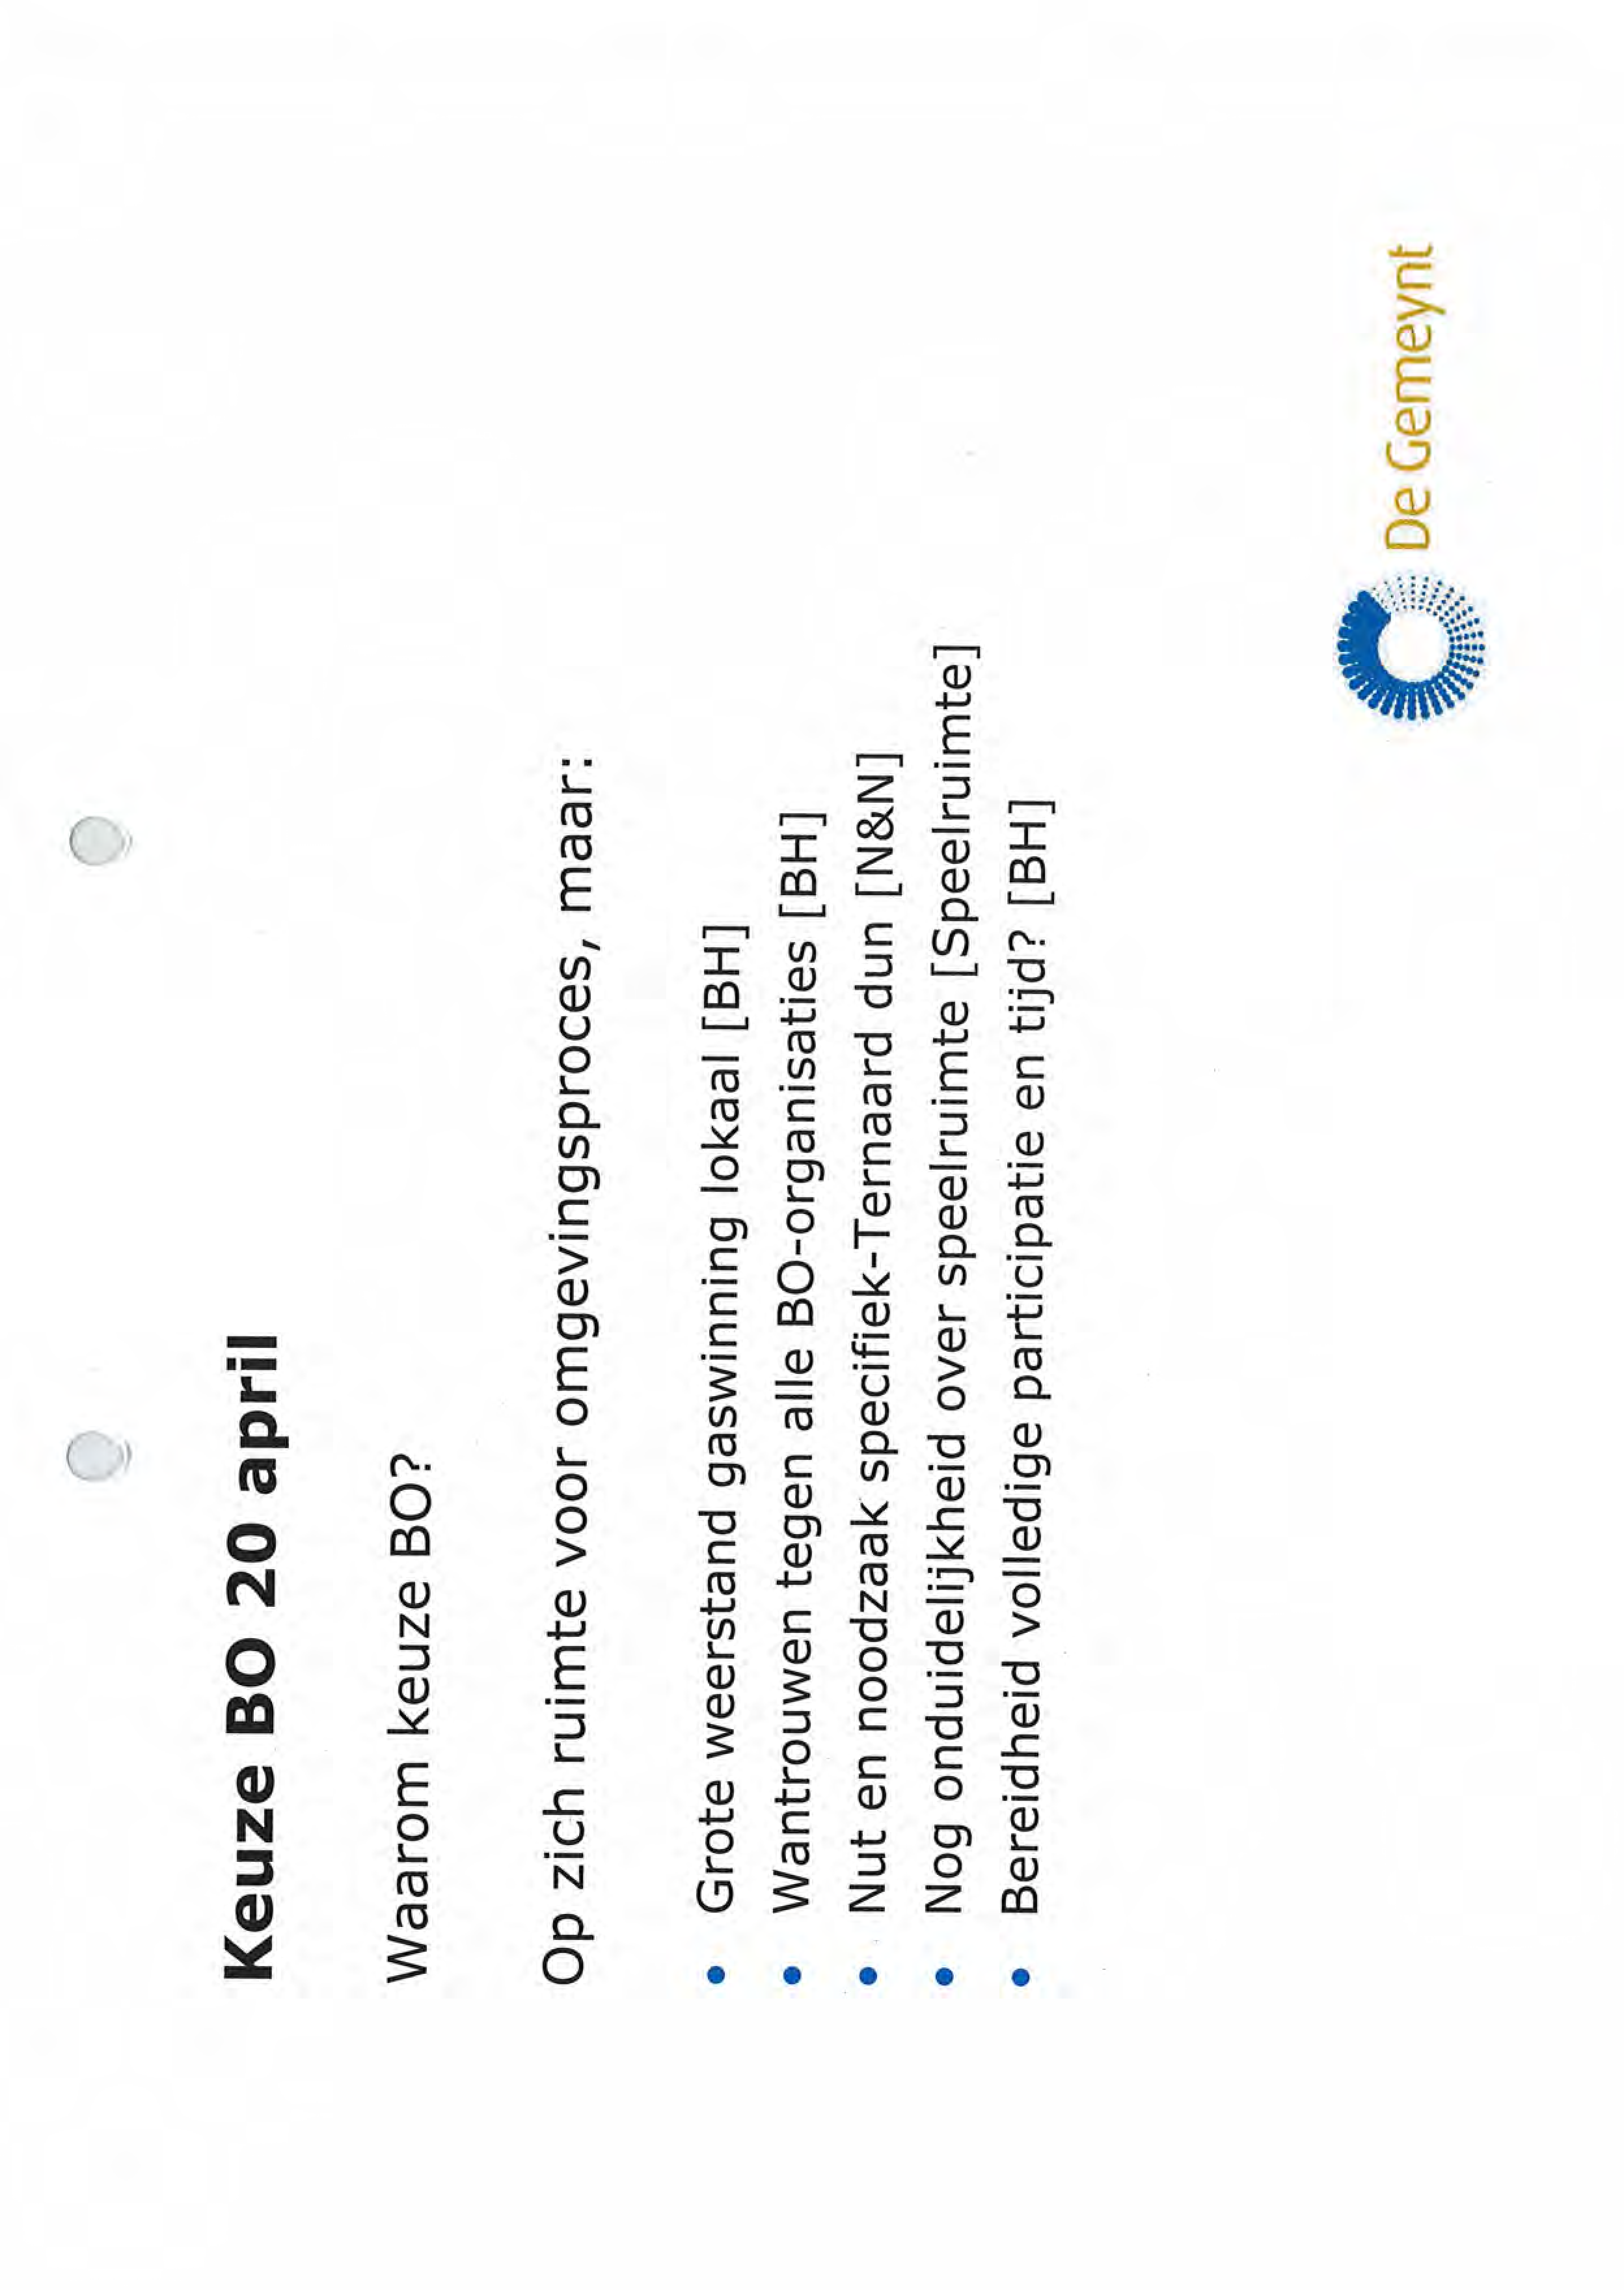 Keuze BO 20 april
Waarom keuze BO?
Op zich ruimte voor omgevingsproces, maar:
• Grote weerstand gaswinning lokaal [BH]
• Wantrouwen tegen alle BO-organisaties [BH]
• Nut en noodzaak specifiek-Ternaard dun [N&N]
• Nog onduidelijkheid over speelruimte [Speelruimte]
• Bereidheid volledige participatie en tijd? [BH]
De Gemeynt